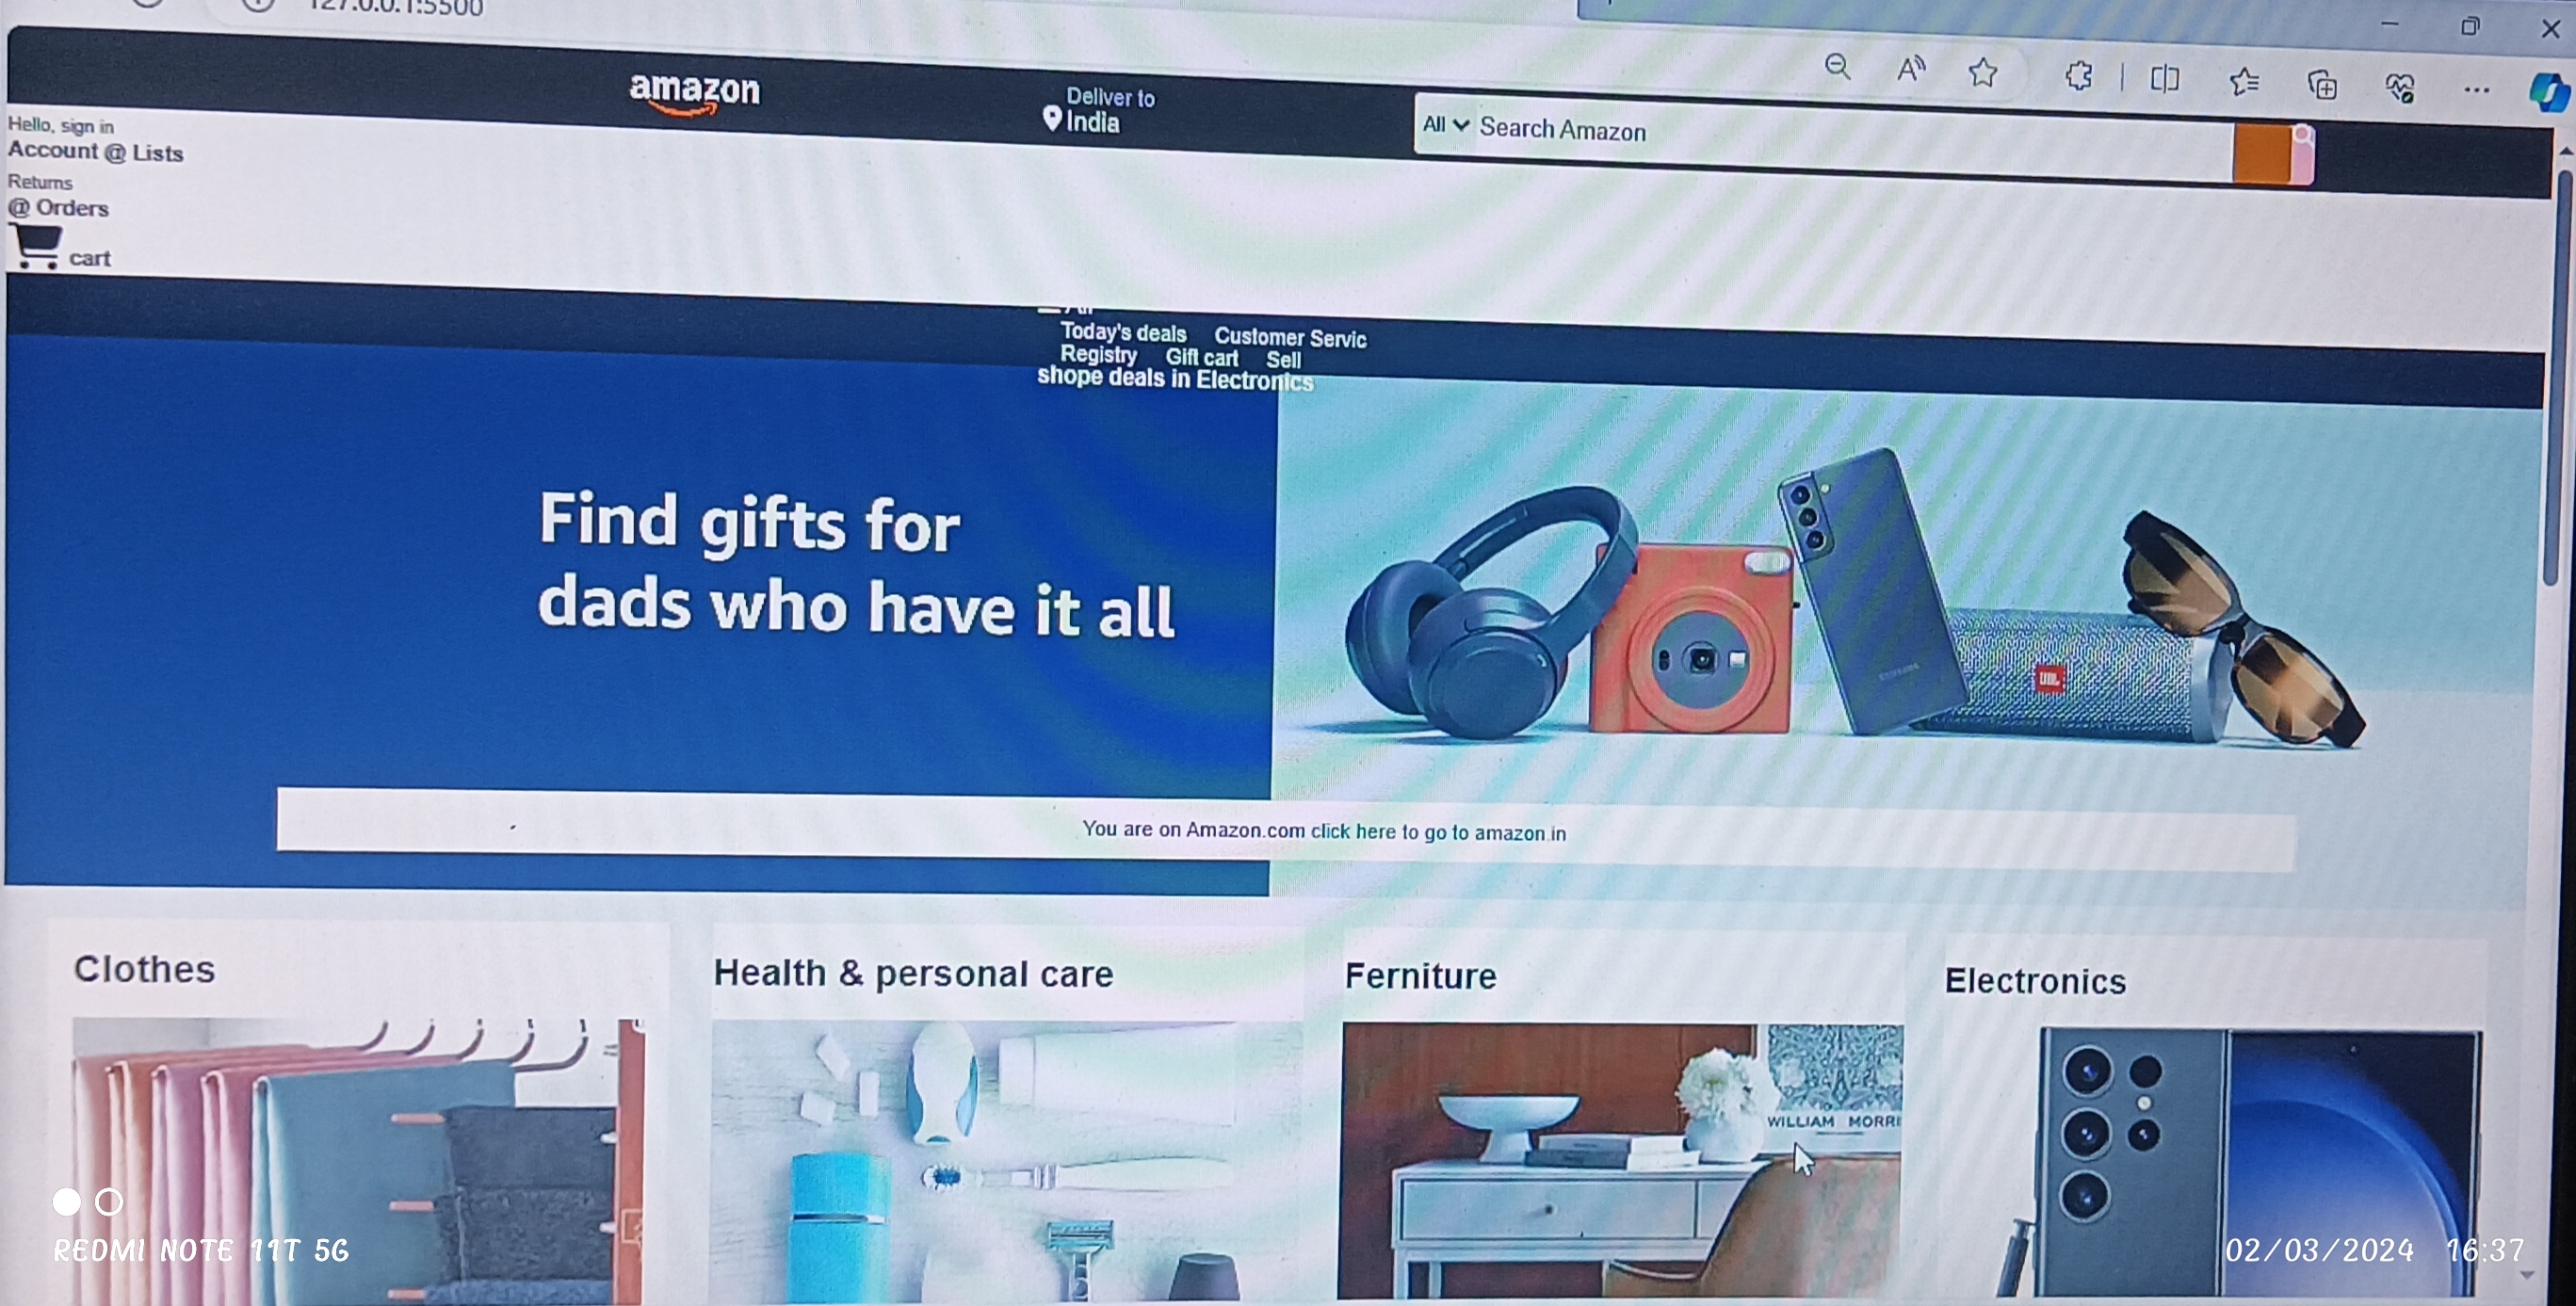 127.0.0.1:5500
amazon
Deliver to
India
All
Search Amazon
Hello, sign in
Account @ Lists
Returns
@ Orders
cart
Today's deals Customer Servic
Registry Gift cart Sell
shope deals in Electronics
Find gifts for
dads who have it all
JBL
You are on Amazon.com click here to go to amazon.in
Clothes
Health & personal care
Ferniture
Electronics
WILLIAM MORRI
REDMI NOTE 11T 5G
02/03/2024 16:37